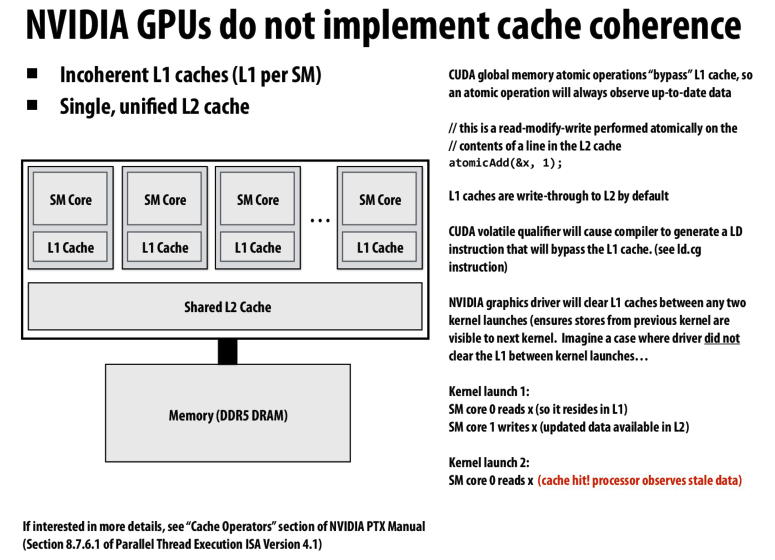 NVIDIA GPUs do not implement cache coherence
Incoherent L1 caches (L1 per SM)
Single, unified L2 cache
SM Core
L1 Cache
SM Core
L1 Cache
SM Core
L1 Cache
...
SM Core
L1 Cache
Shared L2 Cache
Memory (DDR5 DRAM)
CUDA global memory atomic operations “bypass” L1 cache, so
an atomic operation will always observe up-to-date data
// this is a read-modify-write performed atomically on the
// contents of a line in the L2 cache
atomicAdd(&x, 1);
L1 caches are write-through to L2 by default
CUDA volatile qualifier will cause compiler to generate a LD
instruction that will bypass the L1 cache. (see ld.cg
instruction)
NVIDIA graphics driver will clear L1 caches between any two
kernel launches (ensures stores from previous kernel are
visible to next kernel. Imagine a case where driver did not
clear the L1 between kernel launches…
Kernel launch 1:
SM core 0 reads x (so it resides in L1)
SM core 1 writes x (updated data available in L2)
Kernel launch 2:
SM core 0 reads x (cache hit! processor observes stale data)
If interested in more details, see “Cache Operators” section of NVIDIA PTX Manual
(Section 8.7.6.1 of Parallel Thread Execution ISA Version 4.1)